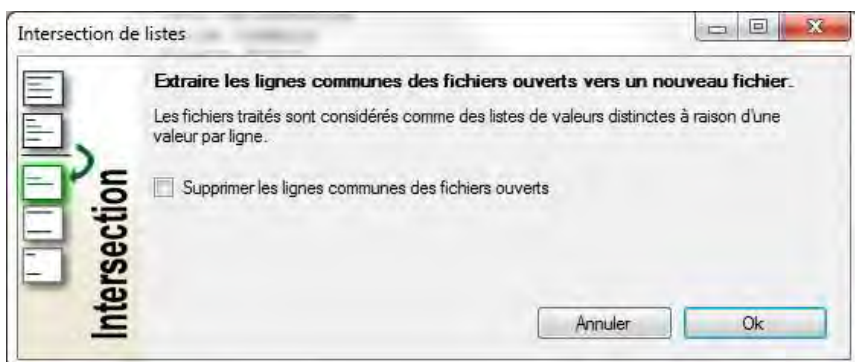 Intersection de listes
Extraire les lignes communes des fichiers ouverts vers un nouveau fichier.
Les fichiers traités sont considérés comme des listes de valeurs distinctes à raison d'une
valeur par ligne.
Supprimer les lignes communes des fichiers ouverts
Intersection
Annuler
Ok